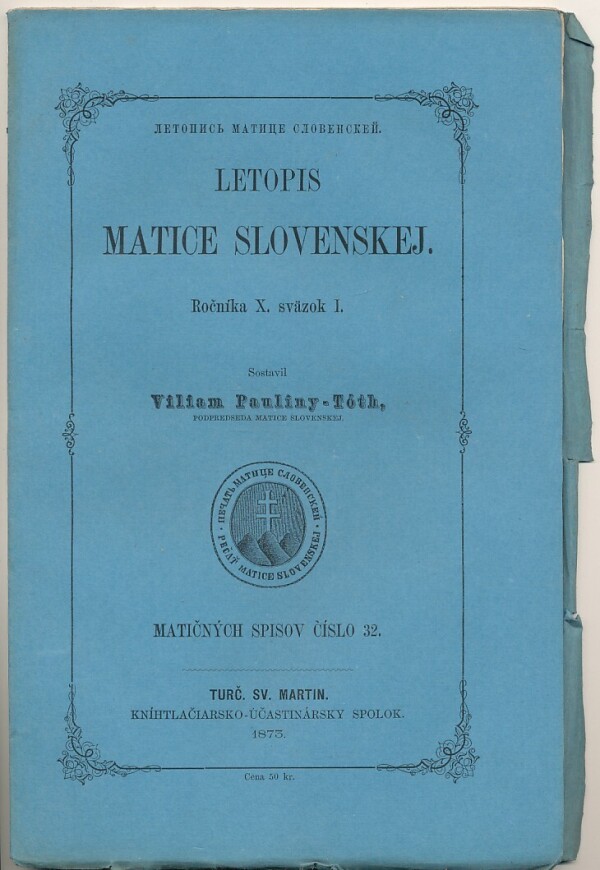 ЛЕТОПИСЬ МАТИЦЕ СЛОВЕНСКЕЙ.
LETOPIS
MATICE SLOVENSKEJ.
Ročníka X. sväzok I.
Sostavil
Viliam Pauliny-Tóth,
PODPREDSEDA MATICE SLOVENSKEJ.
· ПЕЧАТЬ МАТИЦЕ СЛОВЕНСКЕЙ ·
PEČAŤ MATICE SLOVENSKEJ
MATIČNÝCH SPISOV ČÍSLO 32.
TURČ. SV. MARTIN.
KNÍHTLAČIARSKO-ÚČASTINÁRSKY SPOLOK.
1873.
Cena 50 kr.